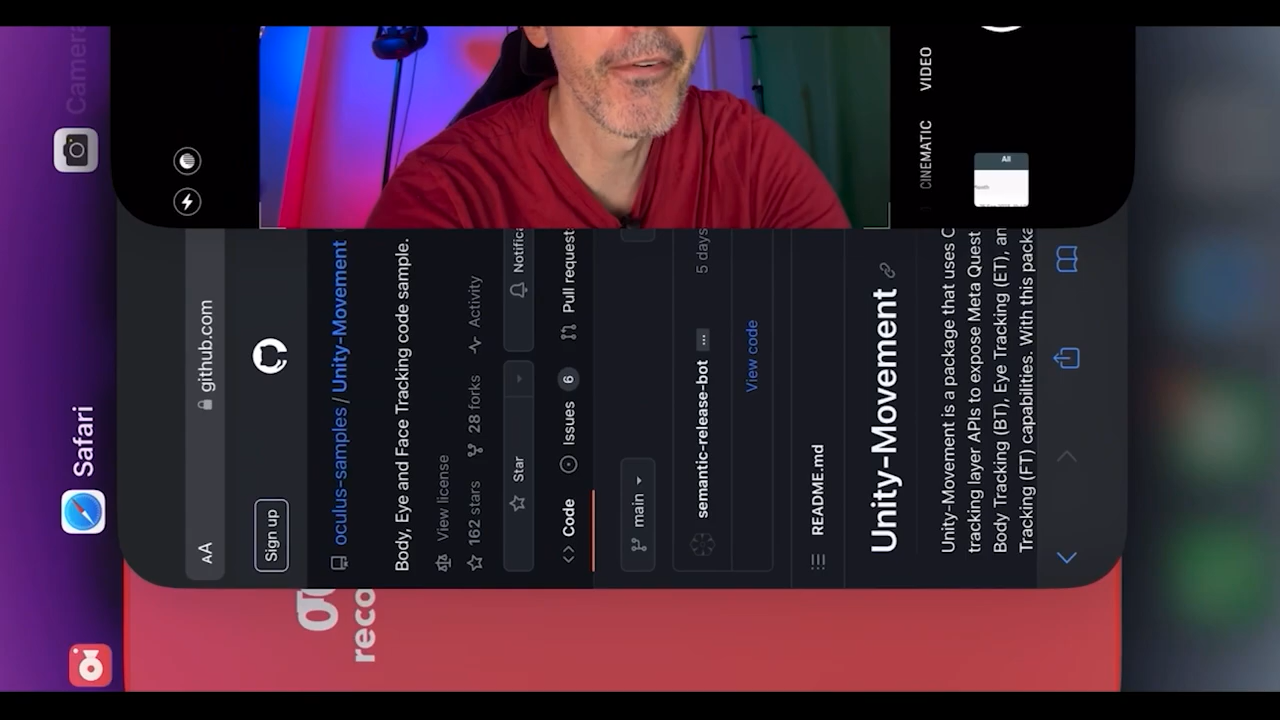 Camera
VIDEO
CINEMATIC
All
Safari
AA
github.com
Sign up
oculus-samples / Unity-Movement
Body, Eye and Face Tracking code sample.
View license
162 stars
28 forks
Activity
Star
Notifica
Code
Issues 6
Pull request
main
semantic-release-bot ...
5 days
View code
README.md
Unity-Movement
Unity-Movement is a package that uses O
tracking layer APIs to expose Meta Quest
Body Tracking (BT), Eye Tracking (ET), an
Tracking (FT) capabilities. With this packa
reco